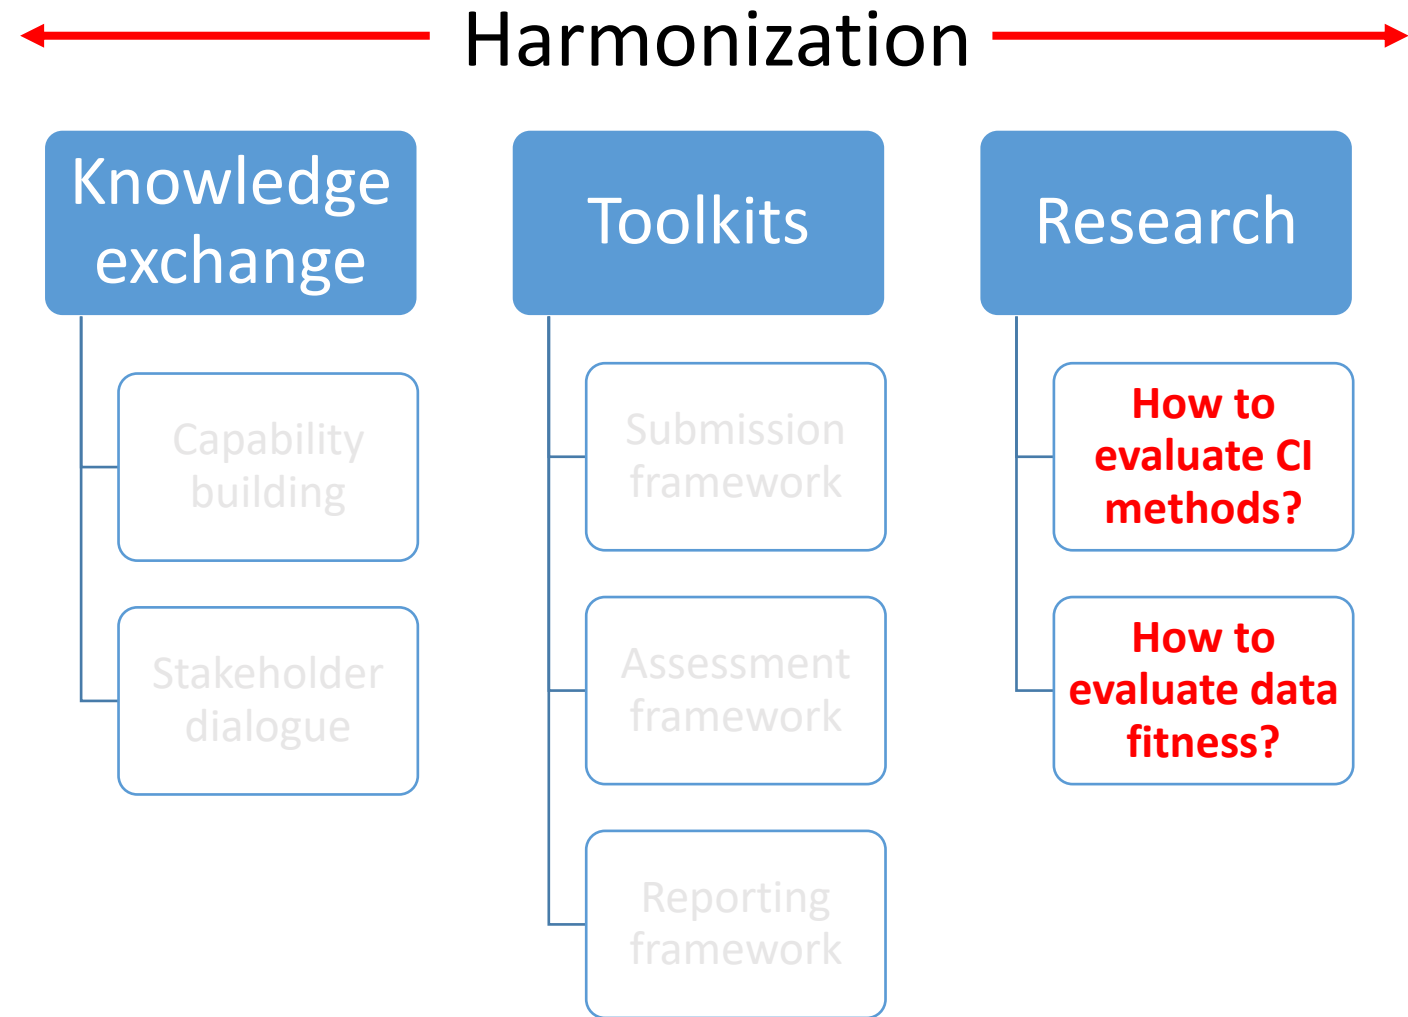 Harmonization
Knowledge
exchange
Capability
building
Stakeholder
dialogue
Toolkits
Submission
framework
Assessment
framework
Reporting
framework
Research
How to
evaluate CI
methods?
How to
evaluate data
fitness?